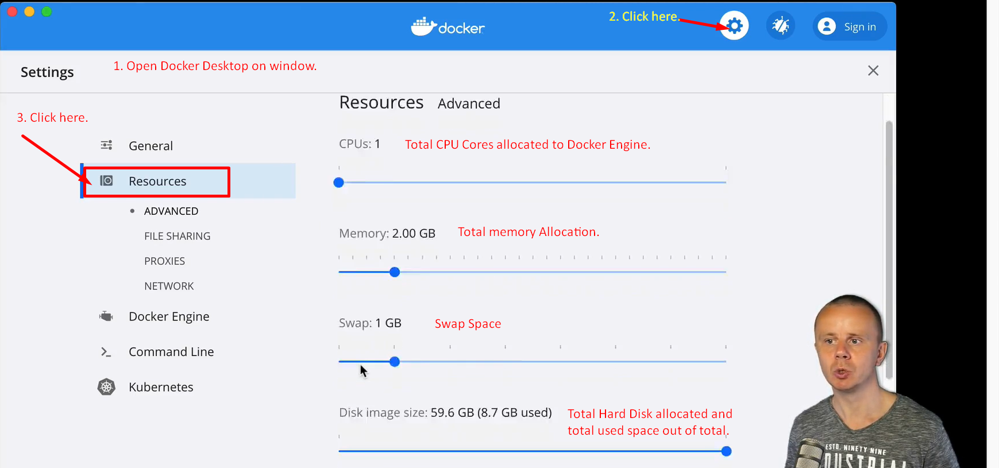 2. Click here.
docker
Sign in
Settings
1. Open Docker Desktop on window.
Resources Advanced
3. Click here.
General
CPUs: 1
Total CPU Cores allocated to Docker Engine.
Resources
ADVANCED
FILE SHARING
Memory: 2.00 GB
Total memory Allocation.
PROXIES
NETWORK
Docker Engine
Swap: 1 GB
Swap Space
Command Line
Kubernetes
Disk image size: 59.6 GB (8.7 GB used)
Total Hard Disk allocated and
total used space out of total.
ESTD. NINETY NINE